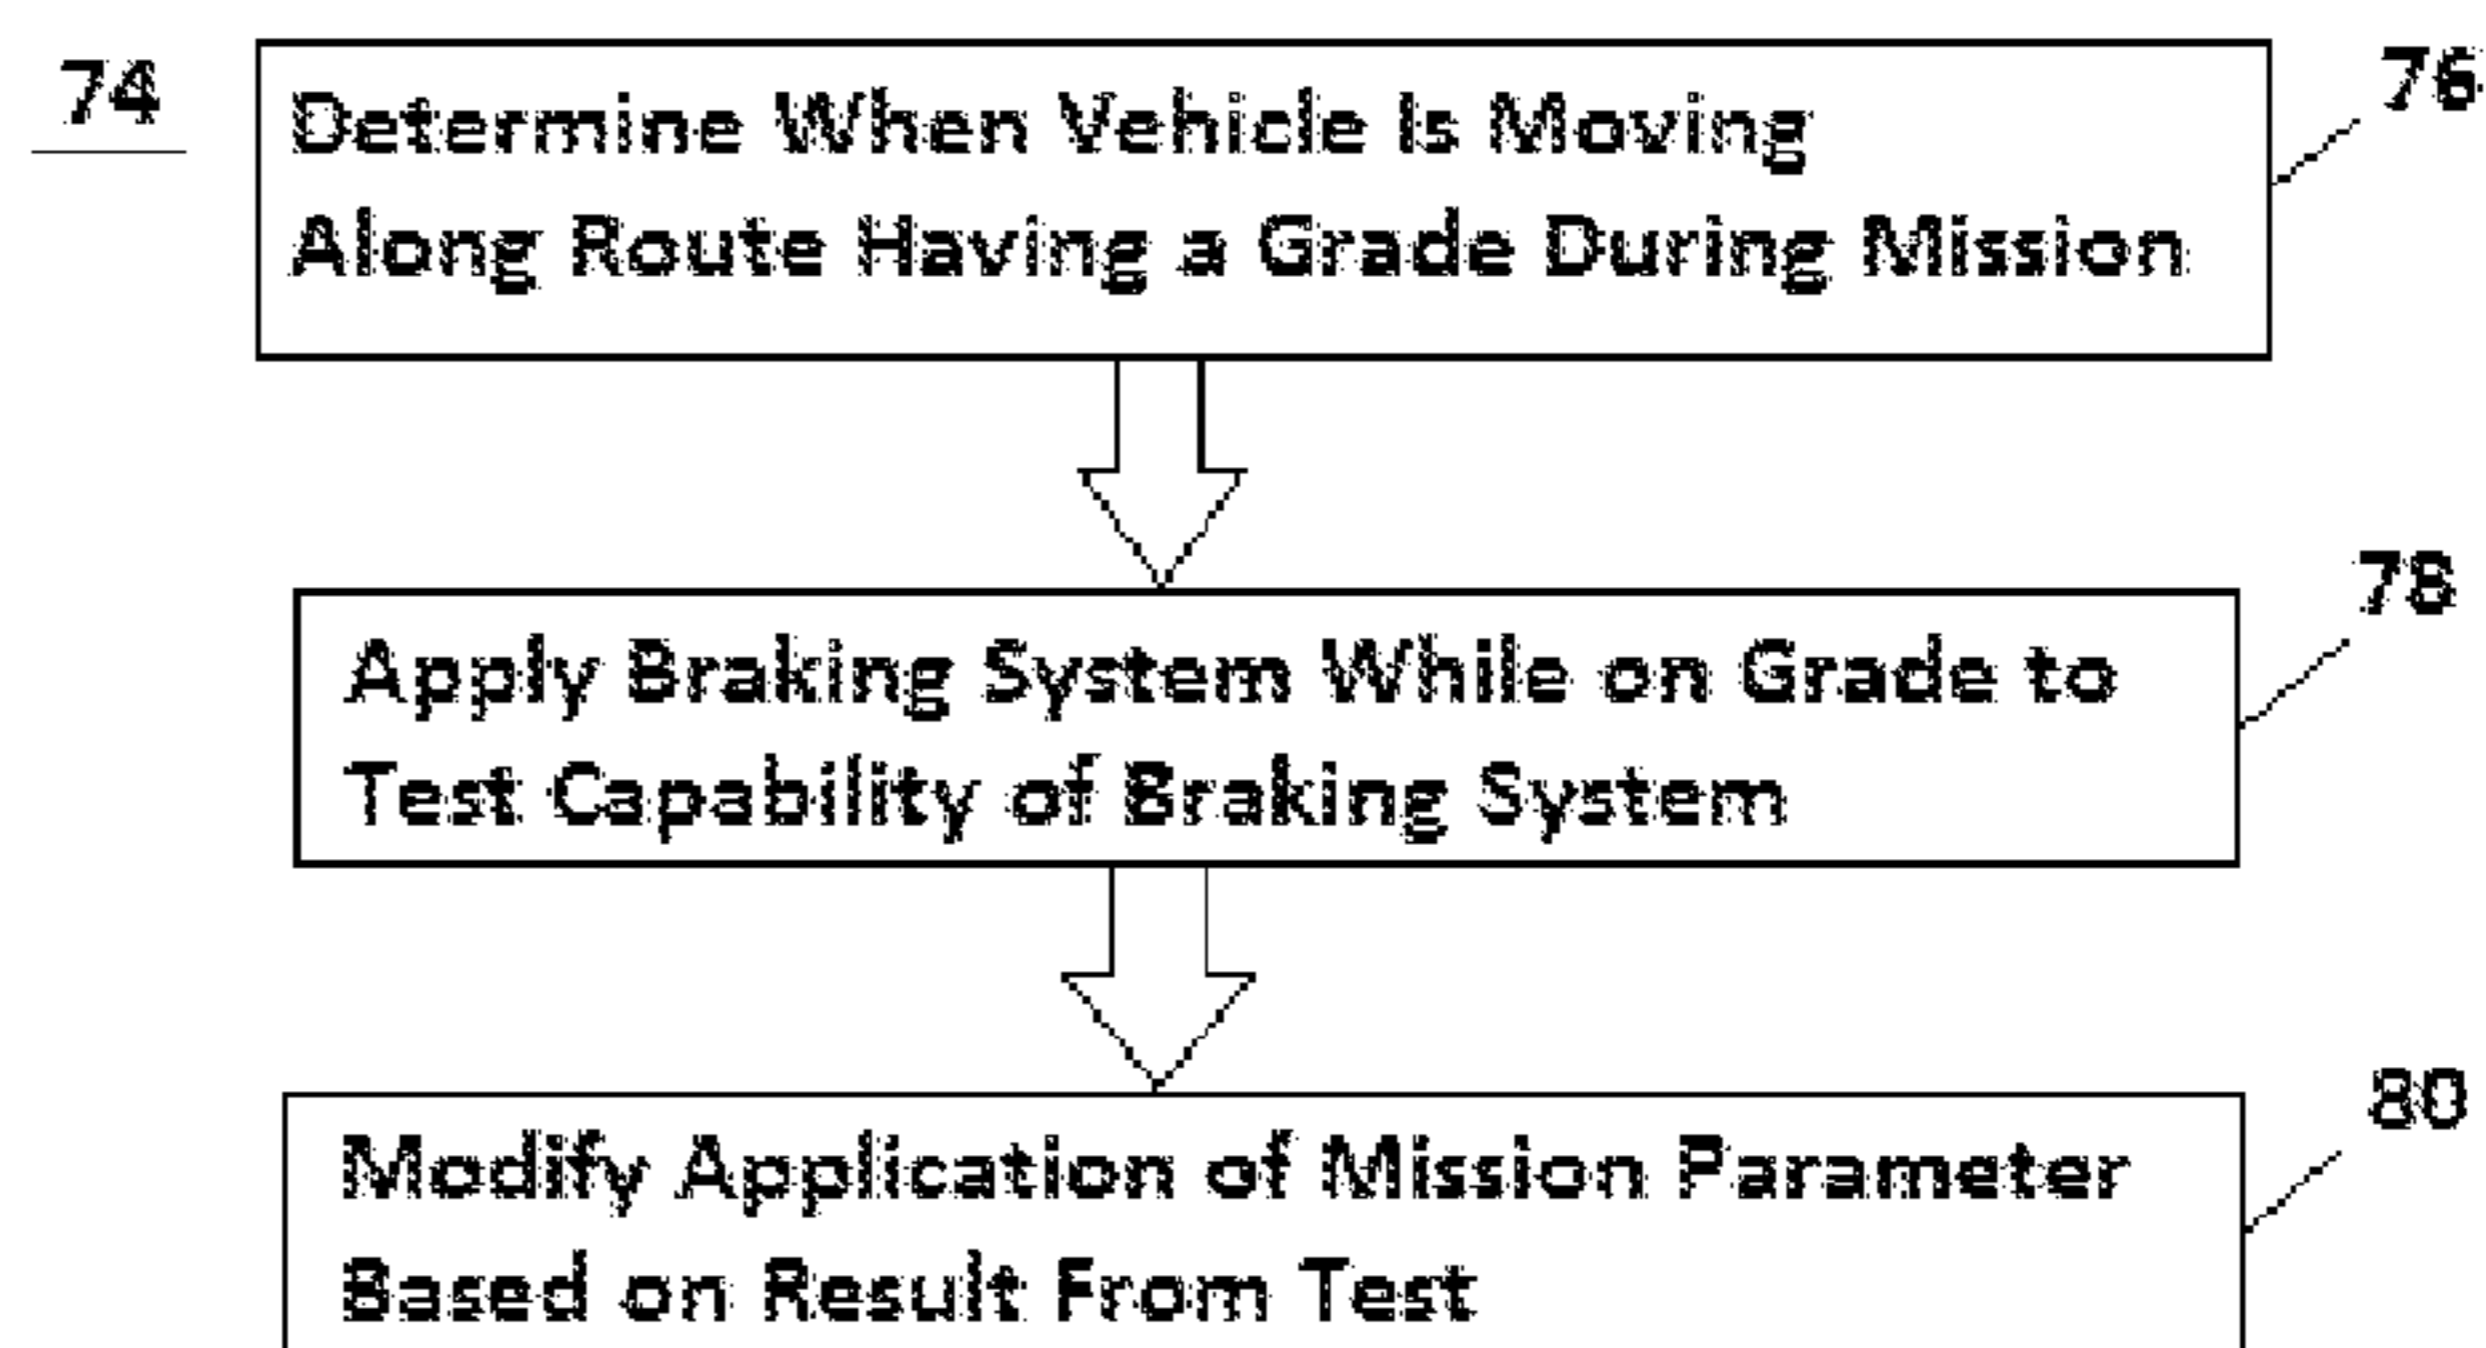 74
76
Determine When Vehicle Is Moving
Along Route Having a Grade During Mission
78
Apply Braking System While on Grade to
Test Capability of Braking System
80
Modify Application of Mission Parameter
Based on Result From Test